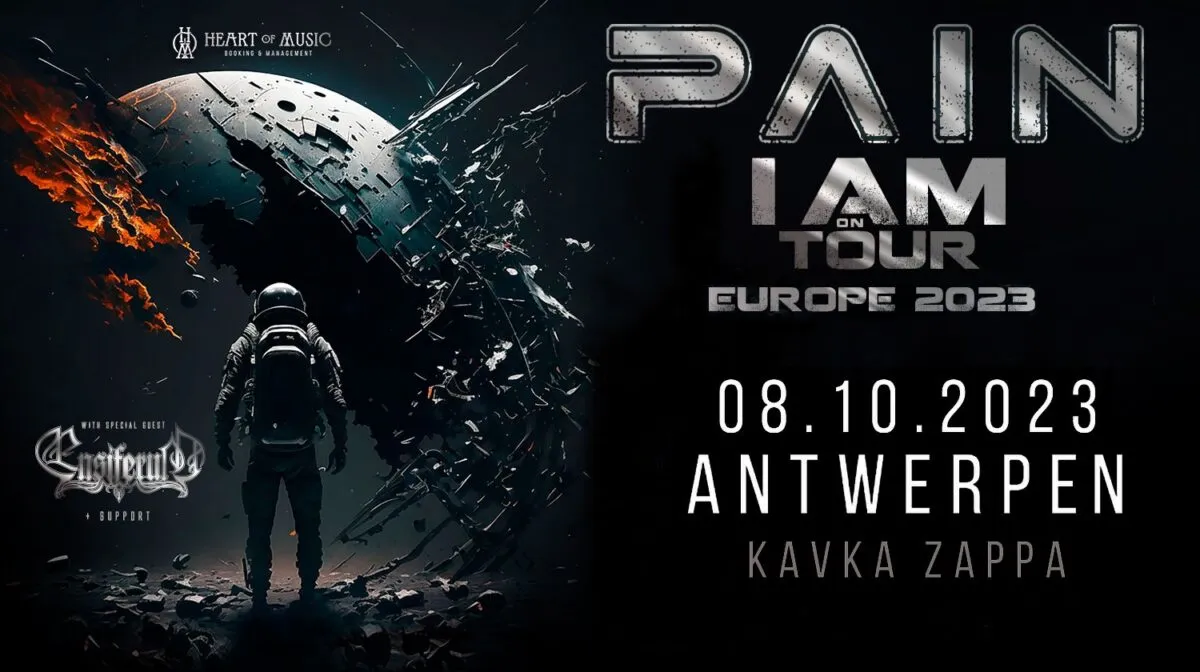 HEART OF MUSIC
BOOKING & MANAGEMENT
PAIN
I AM
ON
TOUR
EUROPE 2023
08.10.2023
ANTWERPEN
KAVKA ZAPPA
WITH SPECIAL GUEST
Ensiferum
+ SUPPORT